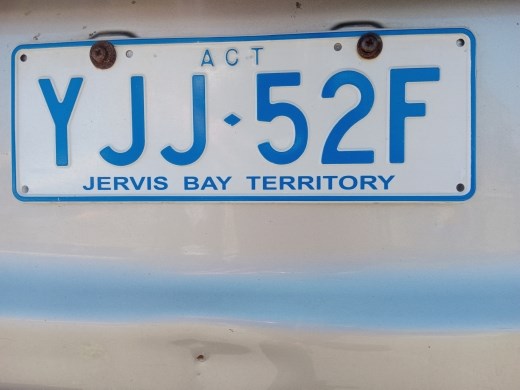 ACT
YJJ·52F
JERVIS BAY TERRITORY